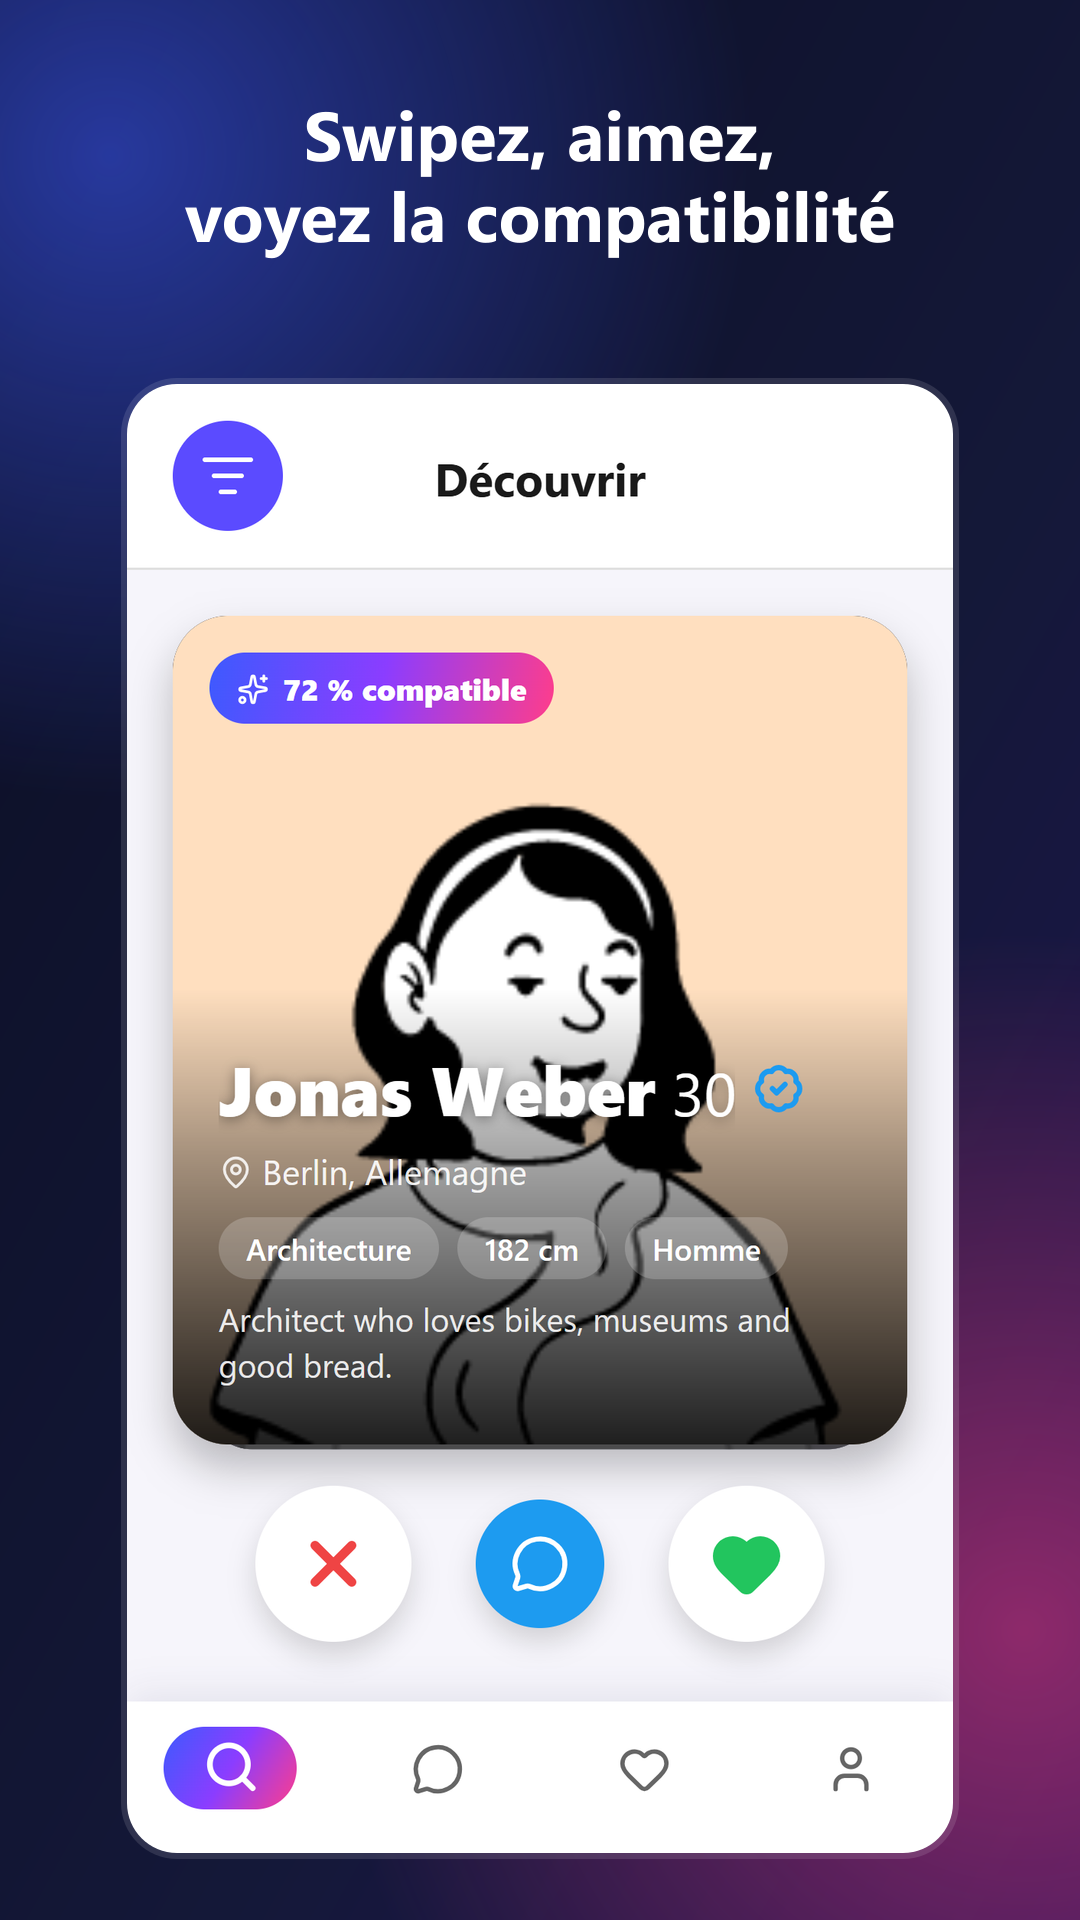 Swipez, aimez,
voyez la compatibilité
Découvrir
72 % compatible
Jonas Weber 30
Berlin, Allemagne
Architecture 182 cm Homme
Architect who loves bikes, museums and
good bread.